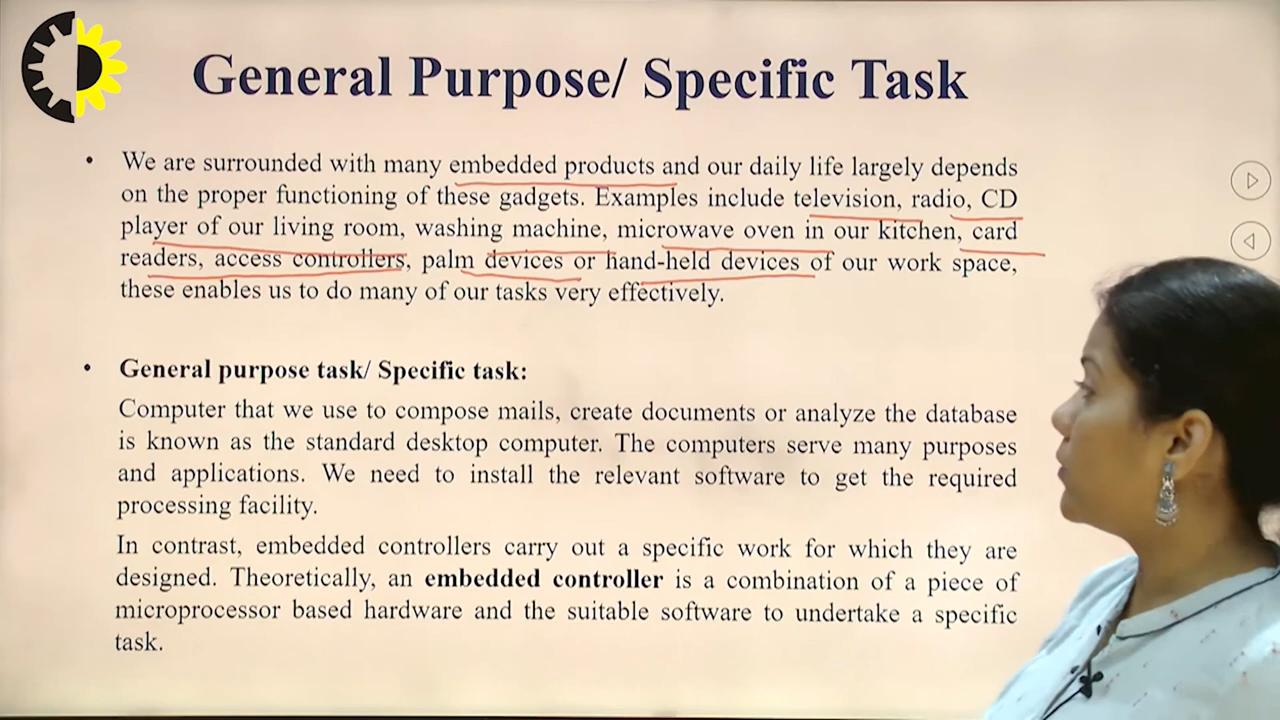 General Purpose/ Specific Task
• We are surrounded with many embedded products and our daily life largely depends
on the proper functioning of these gadgets. Examples include television, radio, CD
player of our living room, washing machine, microwave oven in our kitchen, card
readers, access controllers, palm devices or hand-held devices of our work space,
these enables us to do many of our tasks very effectively.
• General purpose task/ Specific task:
Computer that we use to compose mails, create documents or analyze the database
is known as the standard desktop computer. The computers serve many purposes
and applications. We need to install the relevant software to get the required
processing facility.
In contrast, embedded controllers carry out a specific work for which they are
designed. Theoretically, an embedded controller is a combination of a piece of
microprocessor based hardware and the suitable software to undertake a specific
task.